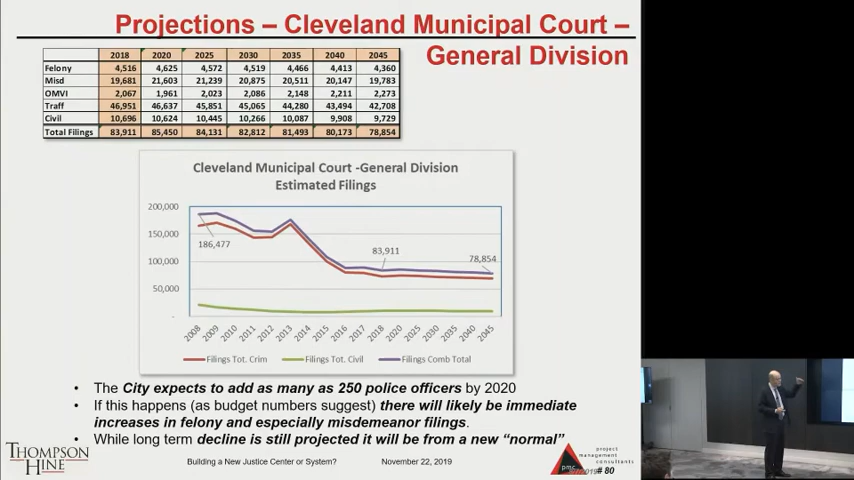 Projections – Cleveland Municipal Court –
General Division
2018 2020 2025 2030 2035 2040 2045
Felony 4,516 4,625 4,572 4,519 4,466 4,413 4,360
Misd 19,681 21,603 21,239 20,875 20,511 20,147 19,783
OMVI 2,067 1,961 2,023 2,086 2,148 2,211 2,273
Traff 46,951 46,637 45,851 45,065 44,280 43,494 42,708
Civil 10,696 10,624 10,445 10,266 10,087 9,908 9,729
Total Filings 83,911 85,450 84,131 82,812 81,493 80,173 78,854
Cleveland Municipal Court -General Division
Estimated Filings
200,000
150,000
100,000
50,000
-
186,477
83,911
78,854
2008 2009 2010 2011 2012 2013 2014 2015 2016 2017 2018 2020 2025 2030 2035 2040 2045
Filings Tot. Crim Filings Tot. Civil Filings Comb Total
• The City expects to add as many as 250 police officers by 2020
• If this happens (as budget numbers suggest) there will likely be immediate
increases in felony and especially misdemeanor filings.
• While long term decline is still projected it will be from a new “normal”
THOMPSON
HINE
Building a New Justice Center or System? November 22, 2019
project
management
consultants
pmc
# 80